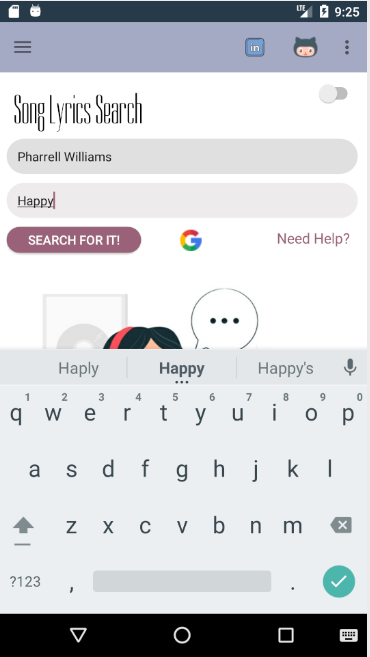 LTE 9:25
in
Song Lyrics Search
Pharrell Williams
Happy
SEARCH FOR IT! G Need Help?
Haply Happy Happy's
1 2 3 4 5 6 7 8 9 0
q w e r t y u i o p
a s d f g h j k l
z x c v b n m
?123 , .